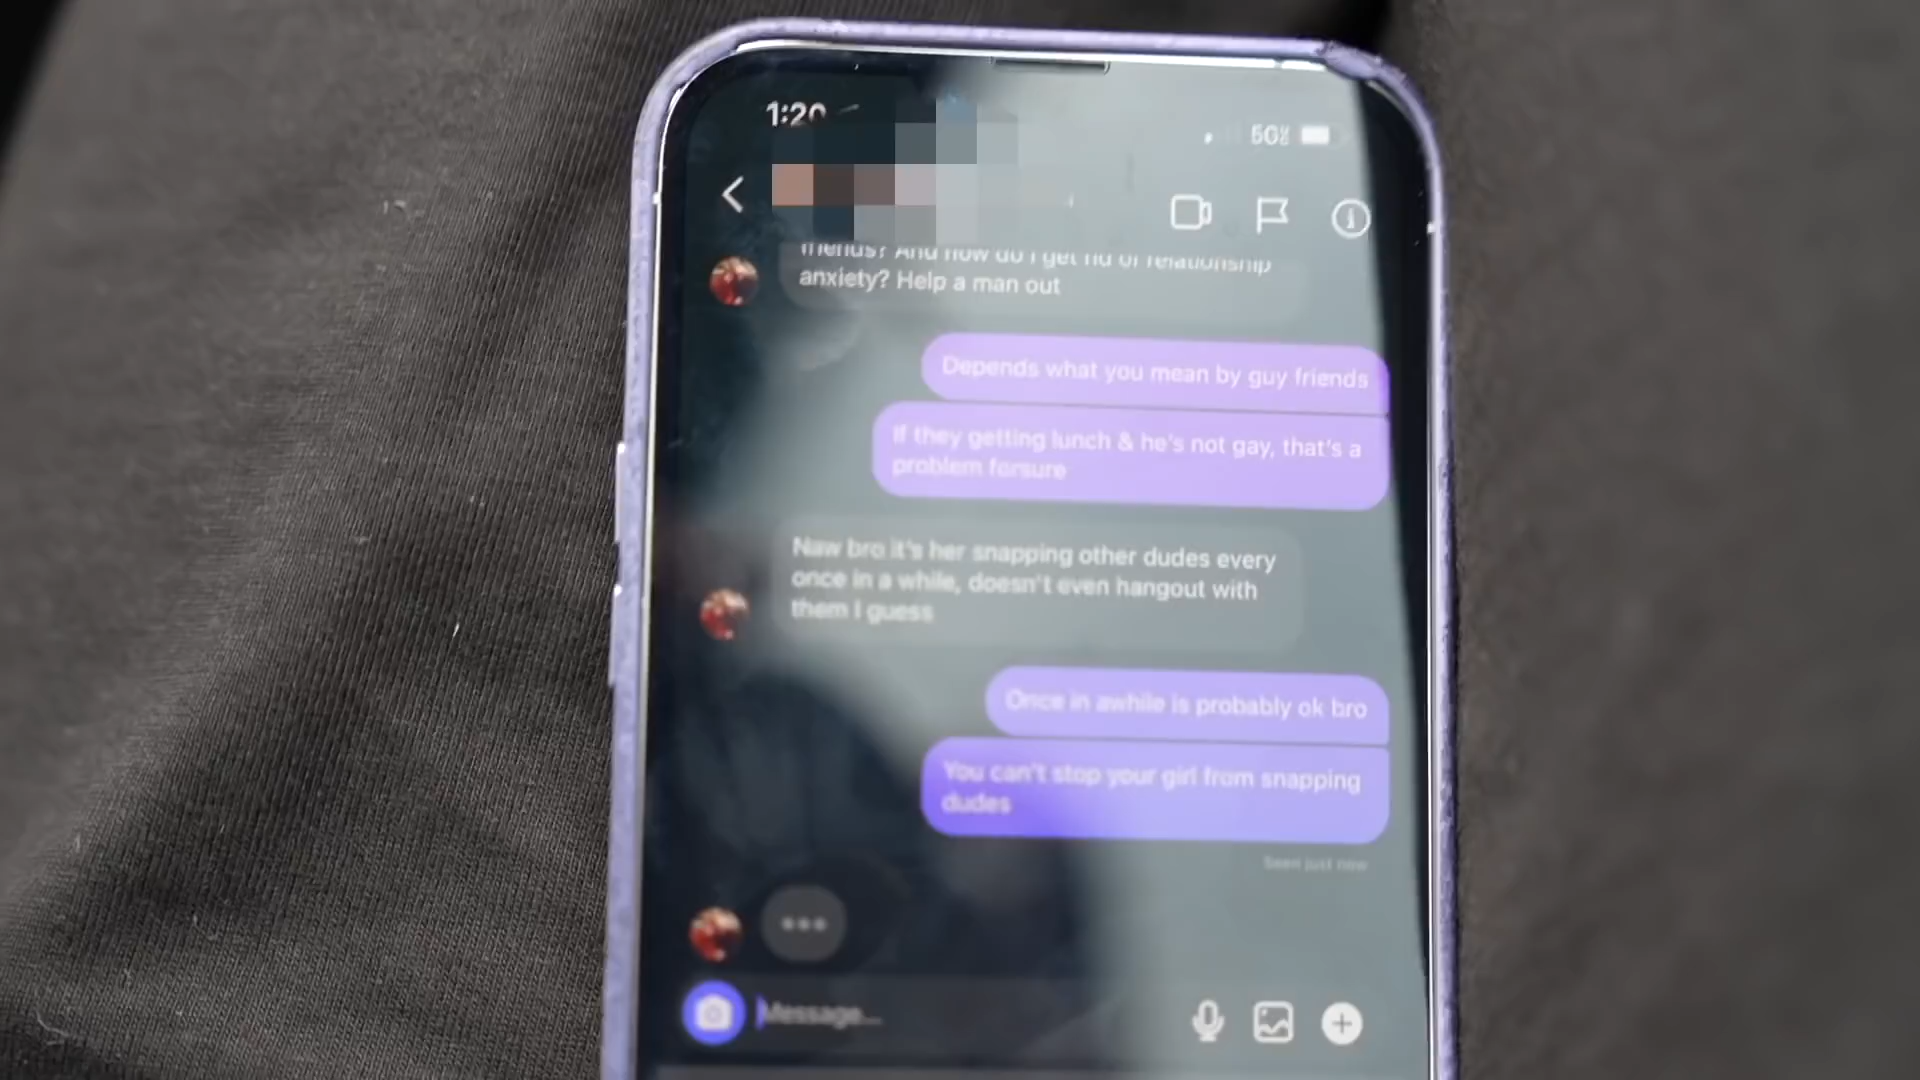 1:20
5G
friends? And how do I get rid of relationship
anxiety? Help a man out
Depends what you mean by guy friends
If they getting lunch & he's not gay, that's a
problem forsure
Naw bro it's her snapping other dudes every
once in a while, doesn't even hangout with
them I guess
Once in awhile is probably ok bro
You can't stop your girl from snapping
dudes
Seen just now
Message...